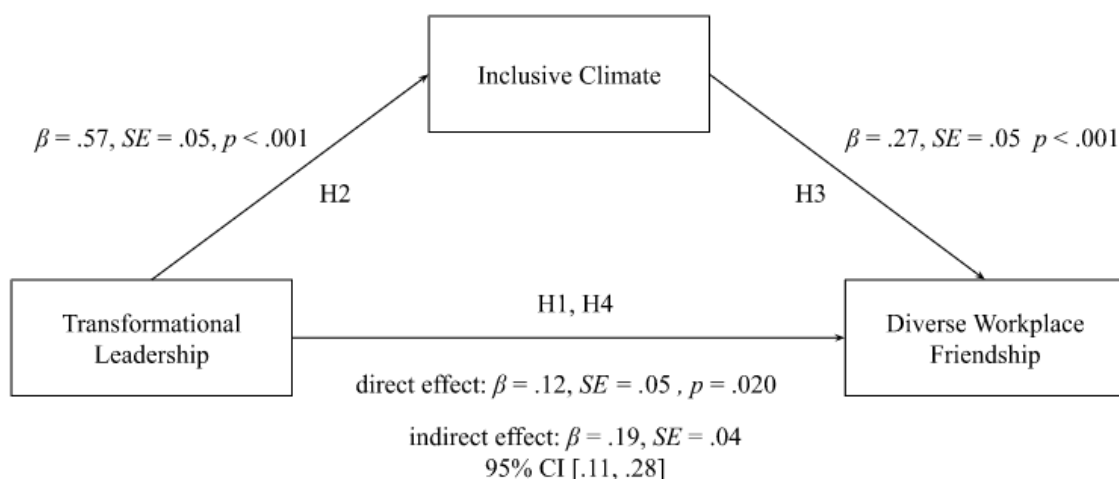 Inclusive Climate
β = .57, SE = .05, p < .001
β = .27, SE = .05 p < .001
H2
H3
Transformational
Leadership
H1, H4
Diverse Workplace
Friendship
direct effect: β = .12, SE = .05 , p = .020
indirect effect: β = .19, SE = .04
95% CI [.11, .28]